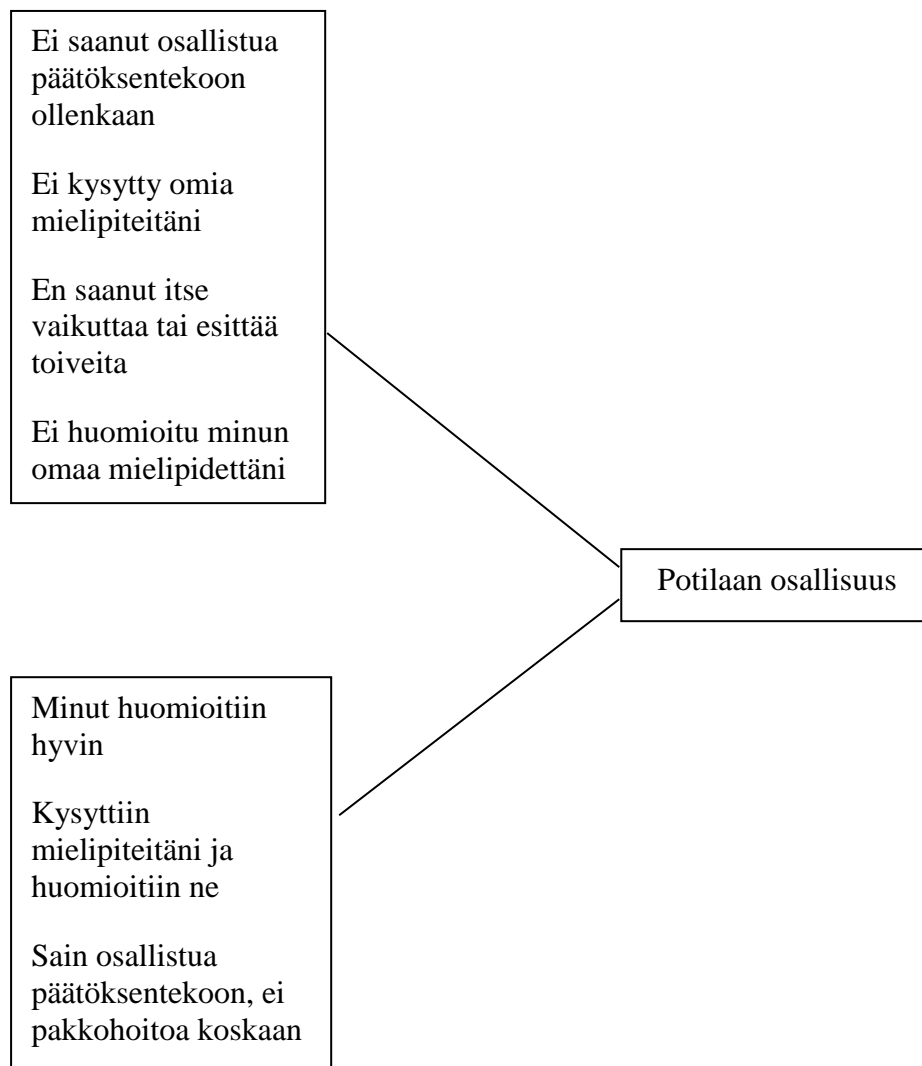 Ei saanut osallistua
päätöksentekoon
ollenkaan
Ei kysytty omia
mielipiteitäni
En saanut itse
vaikuttaa tai esittää
toiveita
Ei huomioitu minun
omaa mielipidettäni
Potilaan osallisuus
Minut huomioitiin
hyvin
Kysyttiin
mielipiteitäni ja
huomioitiin ne
Sain osallistua
päätöksentekoon, ei
pakkohoitoa koskaan